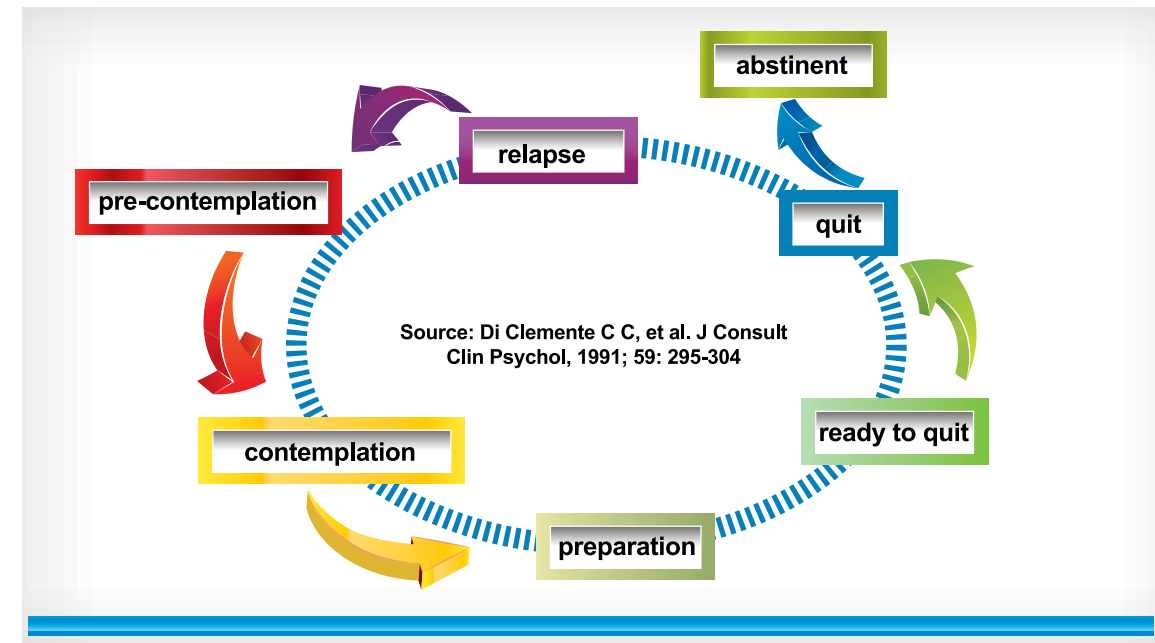 abstinent
relapse
pre-contemplation
quit
Source: Di Clemente C C, et al. J Consult
Clin Psychol, 1991; 59: 295-304
ready to quit
contemplation
preparation